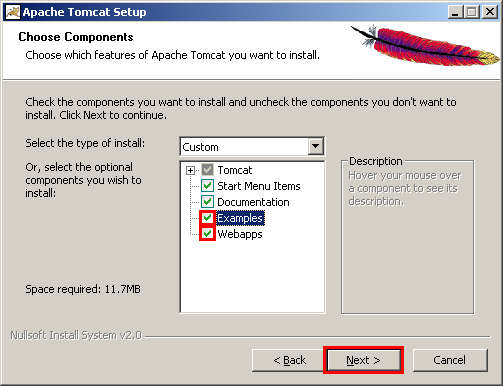 Apache Tomcat Setup
Choose Components
Choose which features of Apache Tomcat you want to install.
Check the components you want to install and uncheck the components you don't want to
install. Click Next to continue.
Select the type of install:
Custom
Or, select the optional
components you wish to
install:
Tomcat
Start Menu Items
Documentation
Examples
Webapps
Description
Hover your mouse over
a component to see its
description.
Space required: 11.7MB
Nullsoft Install System v2.0
< Back
Next >
Cancel